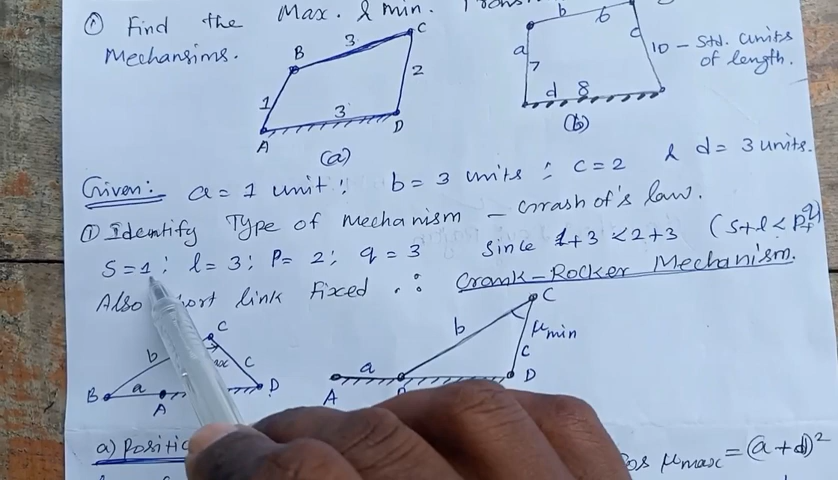 ① Find the Max. & min.
Mechansims.
B 3 C
1 2
3
A D
(a)
b 6
a c
7 10 - Std. units
of length.
d 8
(b)
Given:- a = 1 unit; b = 3 units; c = 2 & d = 3 units.
① Identify Type of mechanism - Grashof's law.
S = 1; l = 3; P = 2; q = 3 Since 1+3 < 2+3 (S+l < P+q)
Also short link fixed ∴ Crank-Rocker Mechanism.
C
b c
B a A D
C
b μmin
c
a
A D
a) Positi
Cos μmax = (a+d)²